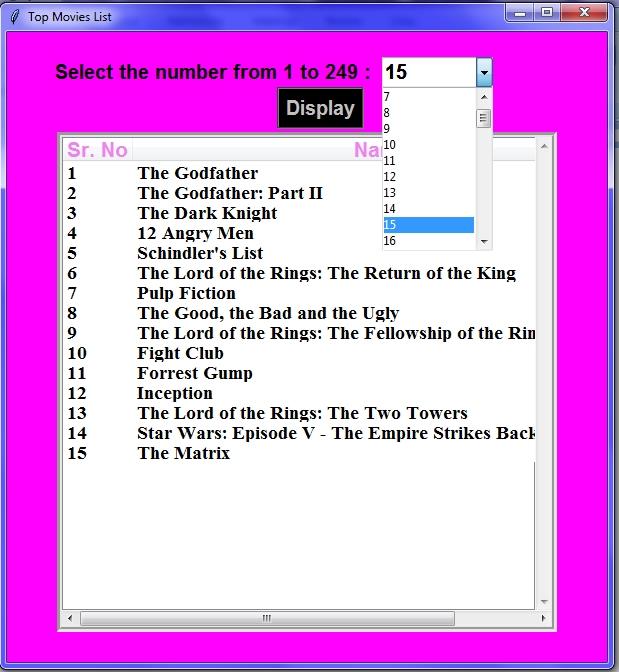 Top Movies List
Select the number from 1 to 249 : 15
Display
7
8
9
10
11
12
13
14
15
16
Sr. No
1 The Godfather
2 The Godfather: Part II
3 The Dark Knight
4 12 Angry Men
5 Schindler's List
6 The Lord of the Rings: The Return of the King
7 Pulp Fiction
8 The Good, the Bad and the Ugly
9 The Lord of the Rings: The Fellowship of the Rin
10 Fight Club
11 Forrest Gump
12 Inception
13 The Lord of the Rings: The Two Towers
14 Star Wars: Episode V - The Empire Strikes Back
15 The Matrix